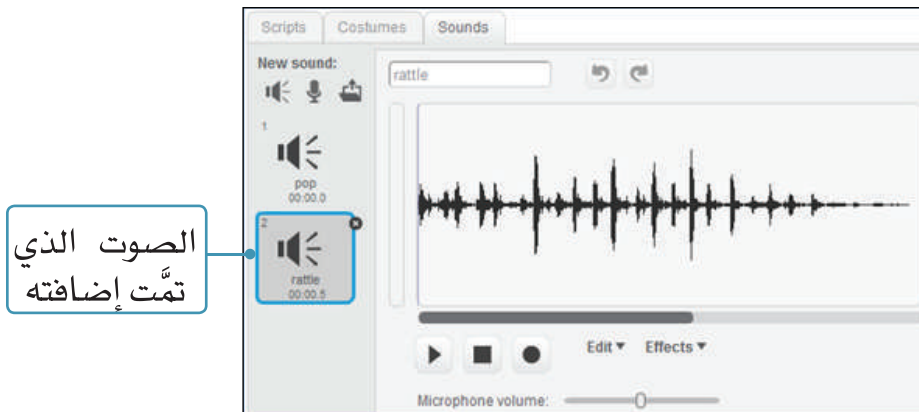 Scripts Costumes Sounds
New sound:
rattle
1
pop
00:00.0
2
rattle
00:00.5
الصوت الذي
تمَّت إضافته
Edit Effects
Microphone volume: